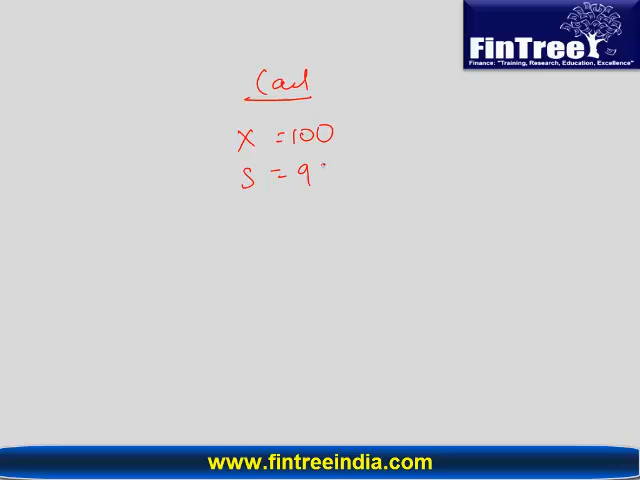 FinTree
Finance: "Training, Research, Education, Excellence"
Call
X = 100
S = 9
www.fintreeindia.com